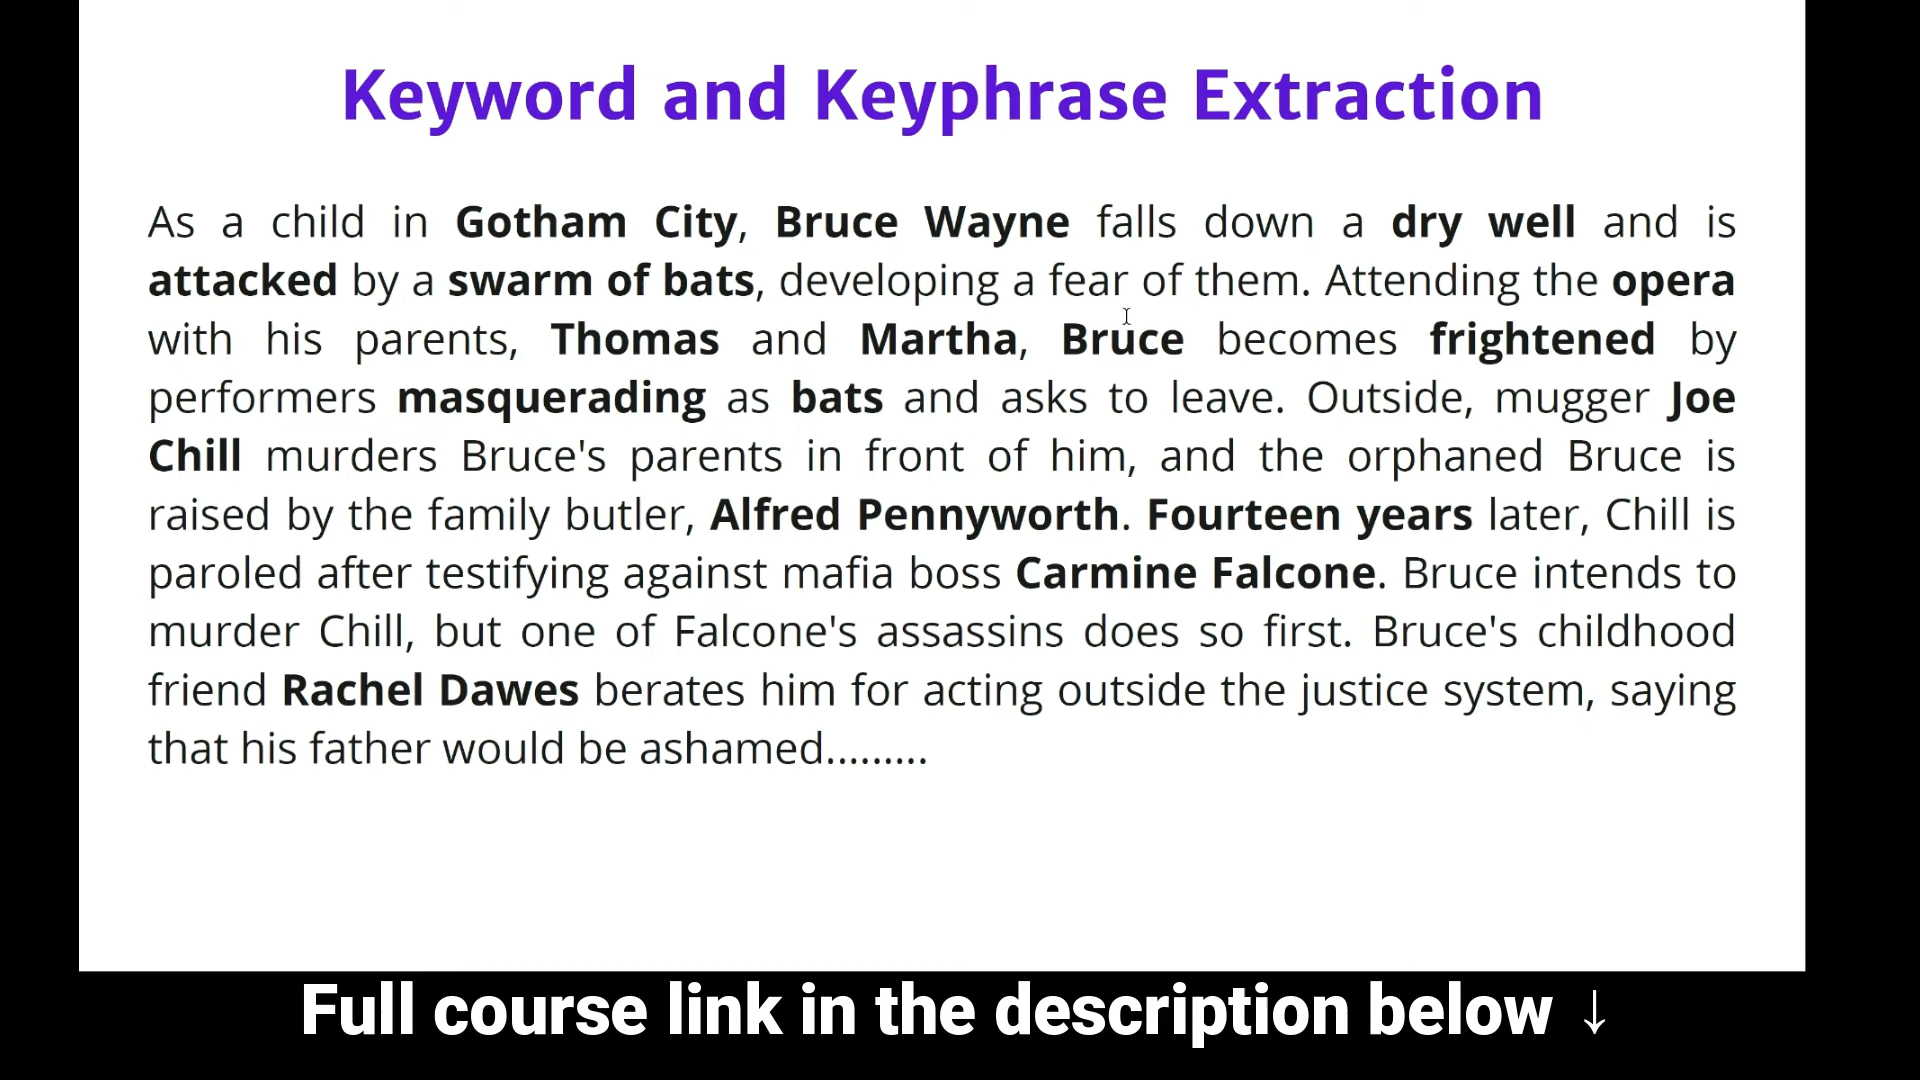 Keyword and Keyphrase Extraction
As a child in Gotham City, Bruce Wayne falls down a dry well and is
attacked by a swarm of bats, developing a fear of them. Attending the opera
with his parents, Thomas and Martha, Bruce becomes frightened by
performers masquerading as bats and asks to leave. Outside, mugger Joe
Chill murders Bruce's parents in front of him, and the orphaned Bruce is
raised by the family butler, Alfred Pennyworth. Fourteen years later, Chill is
paroled after testifying against mafia boss Carmine Falcone. Bruce intends to
murder Chill, but one of Falcone's assassins does so first. Bruce's childhood
friend Rachel Dawes berates him for acting outside the justice system, saying
that his father would be ashamed.........
Full course link in the description below ↓